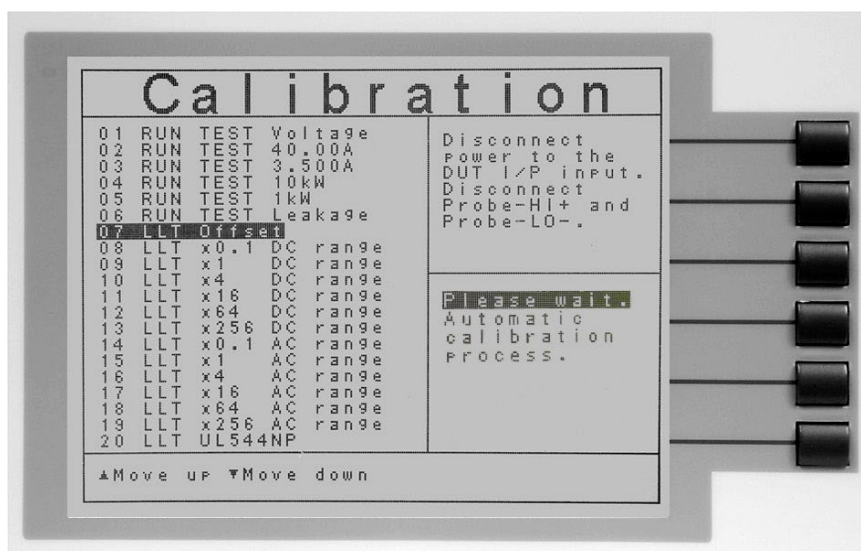 Calibration
01 RUN TEST Voltage
02 RUN TEST 40.00A
03 RUN TEST 3.500A
04 RUN TEST 10kW
05 RUN TEST 1kW
06 RUN TEST Leakage
07 LLT Offset
08 LLT x0.1 DC range
09 LLT x1 DC range
10 LLT x4 DC range
11 LLT x16 DC range
12 LLT x64 DC range
13 LLT x256 DC range
14 LLT x0.1 AC range
15 LLT x1 AC range
16 LLT x4 AC range
17 LLT x16 AC range
18 LLT x64 AC range
19 LLT x256 AC range
20 LLT UL544NP
Disconnect
power to the
DUT I/P input.
Disconnect
Probe-HI+ and
Probe-LO-.
Please wait.
Automatic
calibration
process.
▲Move up ▼Move down